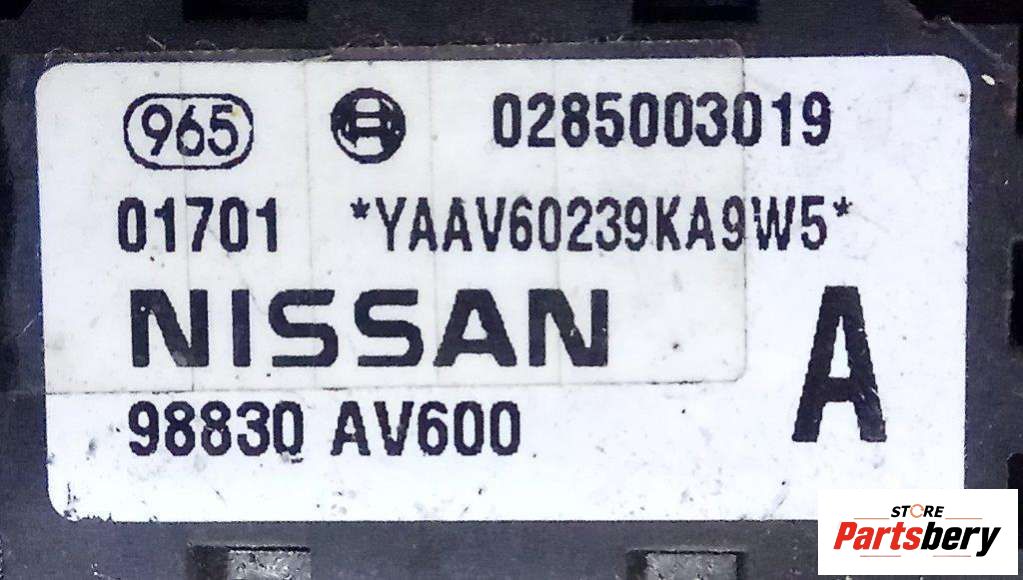 965 0285003019
01701 *YAAV60239KA9W5*
NISSAN A
98830 AV600
STORE
Partsbery